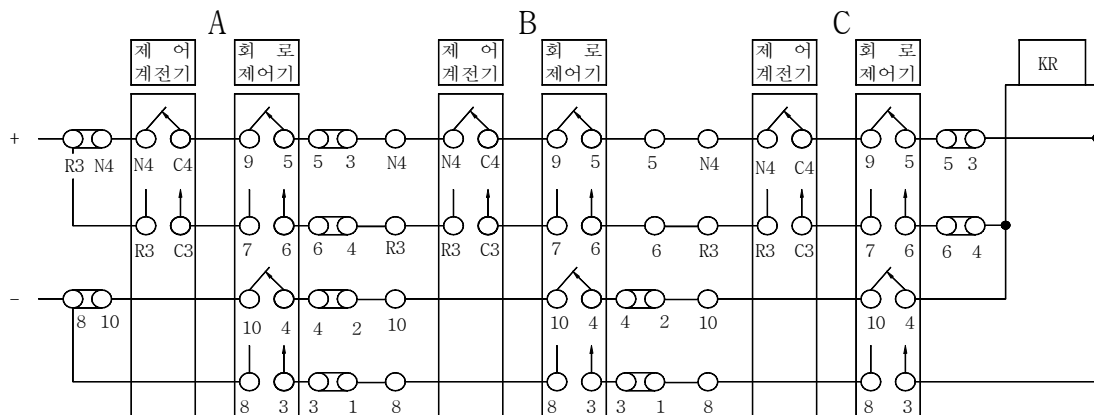 A B C
제 어 회 로 제 어 회 로 제 어 회 로
계전기 제어기 계전기 제어기 계전기 제어기 KR
+
R3 N4 N4 C4 9 5 5 3 N4 N4 C4 9 5 5 N4 N4 C4 9 5 5 3
R3 C3 7 6 6 4 R3 R3 C3 7 6 6 R3 R3 C3 7 6 6 4
-
8 10 10 4 4 2 10 10 4 4 2 10 10 4
8 3 3 1 8 8 3 3 1 8 8 3